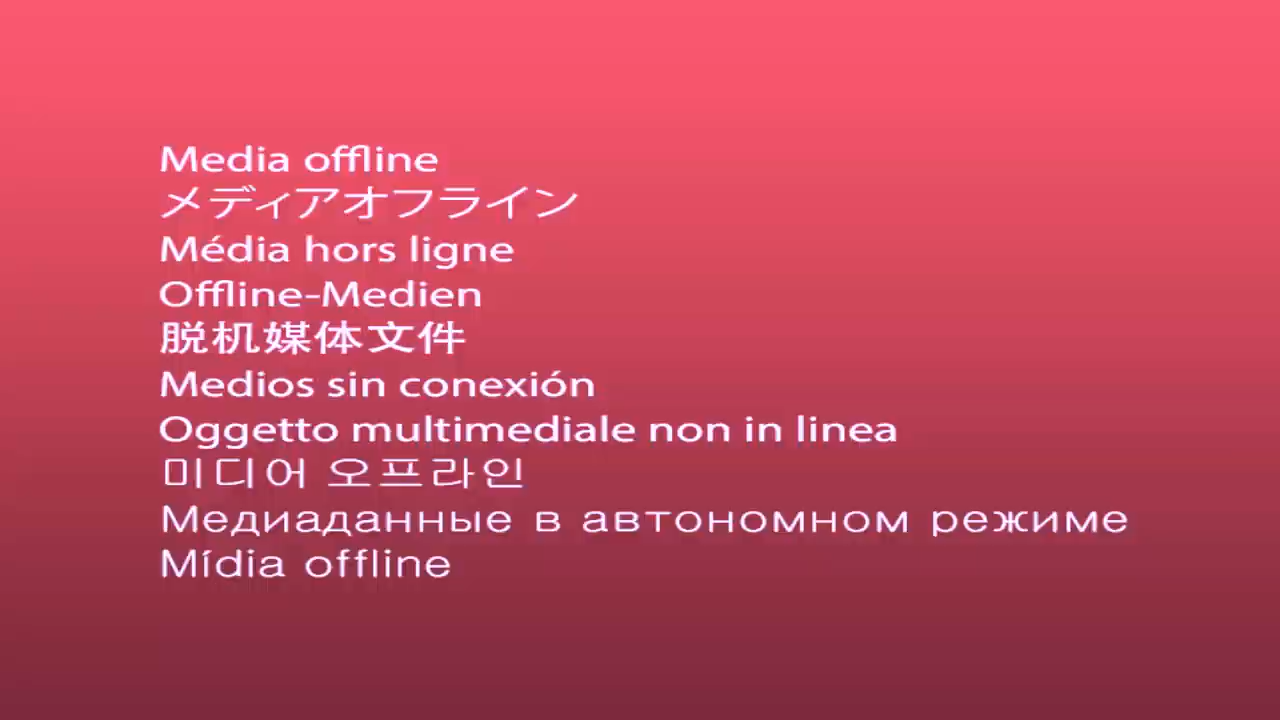 Media offline
メディアオフライン
Média hors ligne
Offline-Medien
脱机媒体文件
Medios sin conexión
Oggetto multimediale non in linea
미디어 오프라인
Медиаданные в автономном режиме
Mídia offline